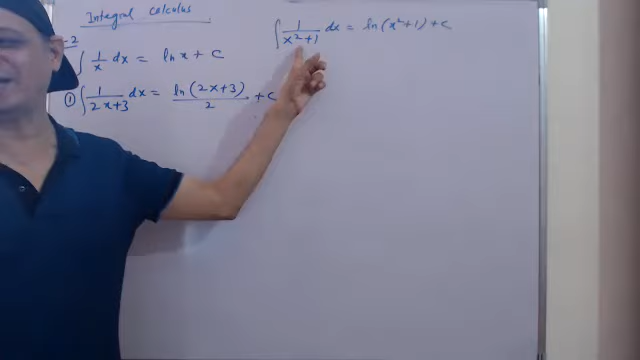 Integral calculus
-2
∫ 1/x dx = ln x + c
① ∫ 1/(2x+3) dx = ln(2x+3)/2 + c
∫ 1/(x²+1) dx = ln(x²+1) + c